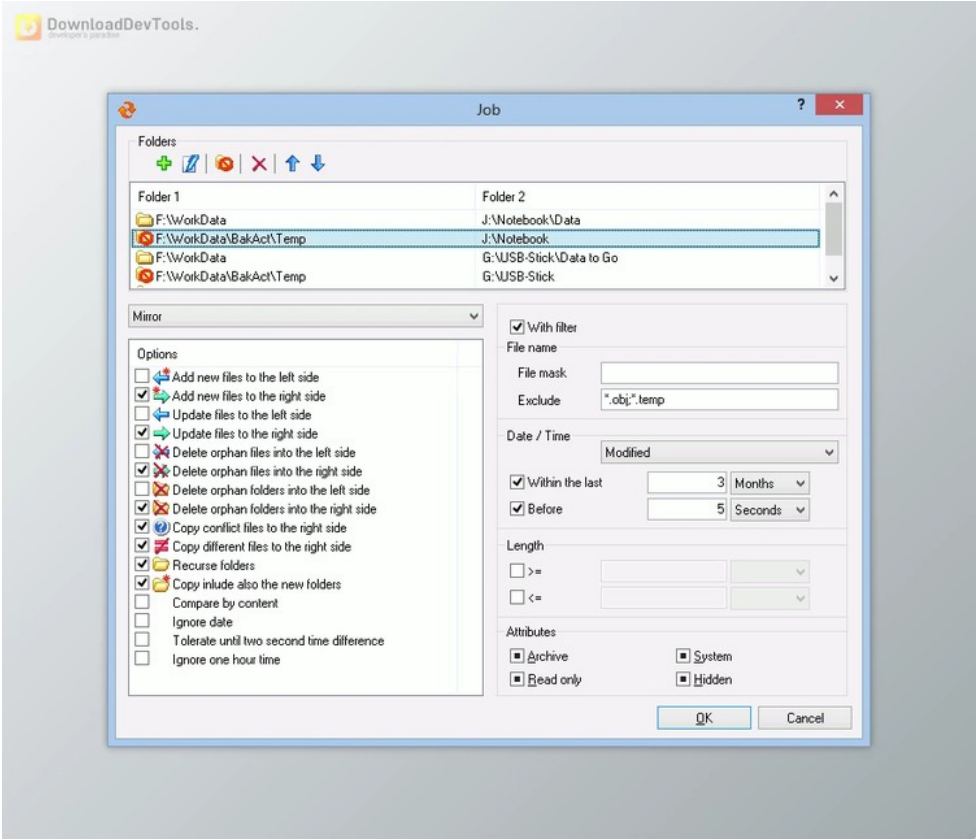 DownloadDevTools.
developer's paradise
Job
?
Folders
Folder 1 Folder 2
F:\WorkData J:\Notebook\Data
F:\WorkData\BakAct\Temp J:\Notebook
F:\WorkData G:\USB-Stick\Data to Go
F:\WorkData\BakAct\Temp G:\USB-Stick
Mirror
Options
Add new files to the left side
Add new files to the right side
Update files to the left side
Update files to the right side
Delete orphan files into the left side
Delete orphan files into the right side
Delete orphan folders into the left side
Delete orphan folders into the right side
Copy conflict files to the right side
Copy different files to the right side
Recurse folders
Copy inlude also the new folders
Compare by content
Ignore date
Tolerate until two second time difference
Ignore one hour time
With filter
File name
File mask
Exclude *.obj;*.temp
Date / Time
Modified
Within the last 3 Months
Before 5 Seconds
Length
>=
<=
Attributes
Archive System
Read only Hidden
OK Cancel